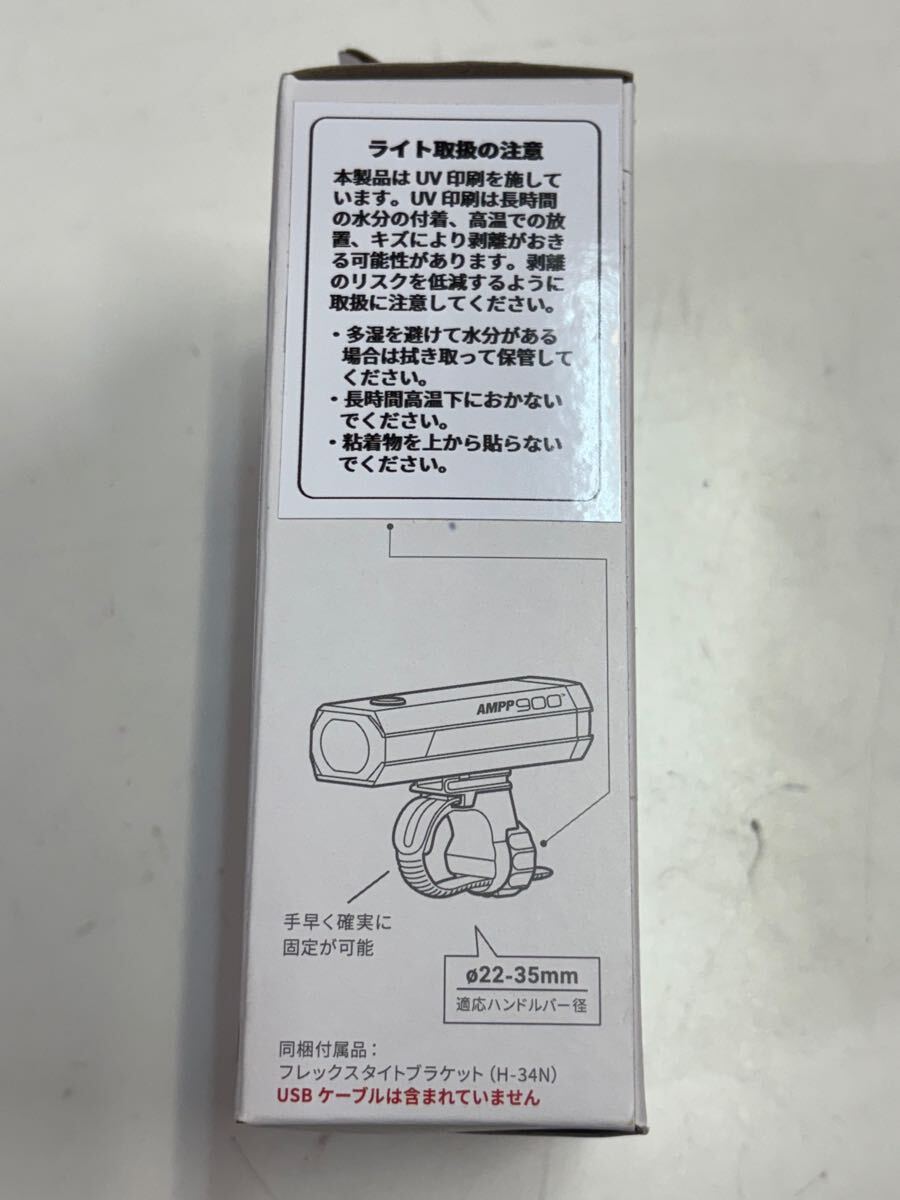 ライト取扱の注意
本製品は UV 印刷を施して
います。UV 印刷は長時間
の水分の付着、高温での放
置、キズにより剥離がおき
る可能性があります。剥離
のリスクを低減するように
取扱に注意してください。
・多湿を避けて水分がある
場合は拭き取って保管して
ください。
・長時間高温下におかない
でください。
・粘着物を上から貼らない
でください。
AMPP900™
手早く確実に
固定が可能
ø22-35mm
適応ハンドルバー径
同梱付属品：
フレックスタイトブラケット（H-34N）
USB ケーブルは含まれていません